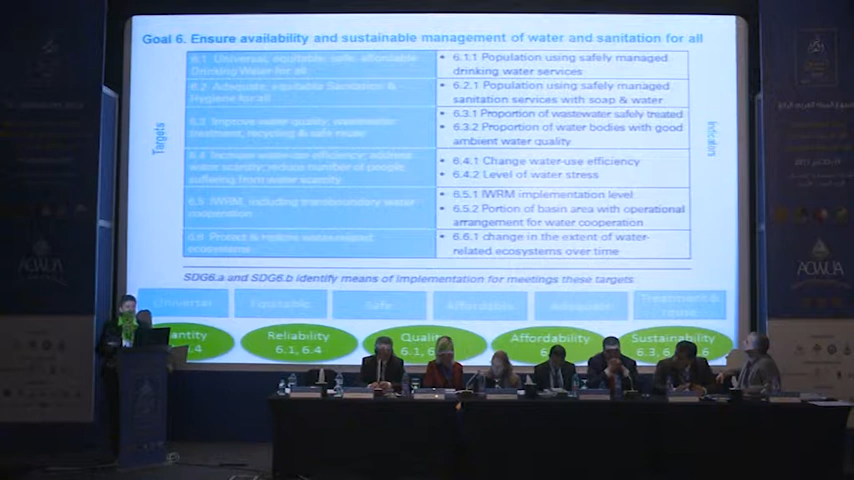 Goal 6. Ensure availability and sustainable management of water and sanitation for all
Targets
6.1 Universal, equitable, safe, affordable
Drinking Water for all
• 6.1.1 Population using safely managed
drinking water services
6.2 Adequate, equitable Sanitation &
Hygiene for all
• 6.2.1 Population using safely managed
sanitation services with soap & water
6.3 Improve water quality, wastewater
treatment, recycling & safe reuse
• 6.3.1 Proportion of wastewater safely treated
• 6.3.2 Proportion of water bodies with good
ambient water quality
6.4 Increase water-use efficiency; address
water scarcity; reduce number of people
suffering from water scarcity
• 6.4.1 Change water-use efficiency
• 6.4.2 Level of water stress
6.5 IWRM, including transboundary water
cooperation
• 6.5.1 IWRM implementation level
• 6.5.2 Portion of basin area with operational
arrangement for water cooperation
6.6 Protect &
ecosystems
• 6.6.1 change in the extent of water-
related ecosystems over time
Indicators
SDG6.a and SDG6.b identify means of implementation for meetings these targets
Universal
Equitable
Safe
Affordable
Adequate
Treatment &
reuse
Reliability
6.1, 6.4
Quality
6.1, 6.
Affordability
Sustainability
6.3,
ACWUA
ACWUA